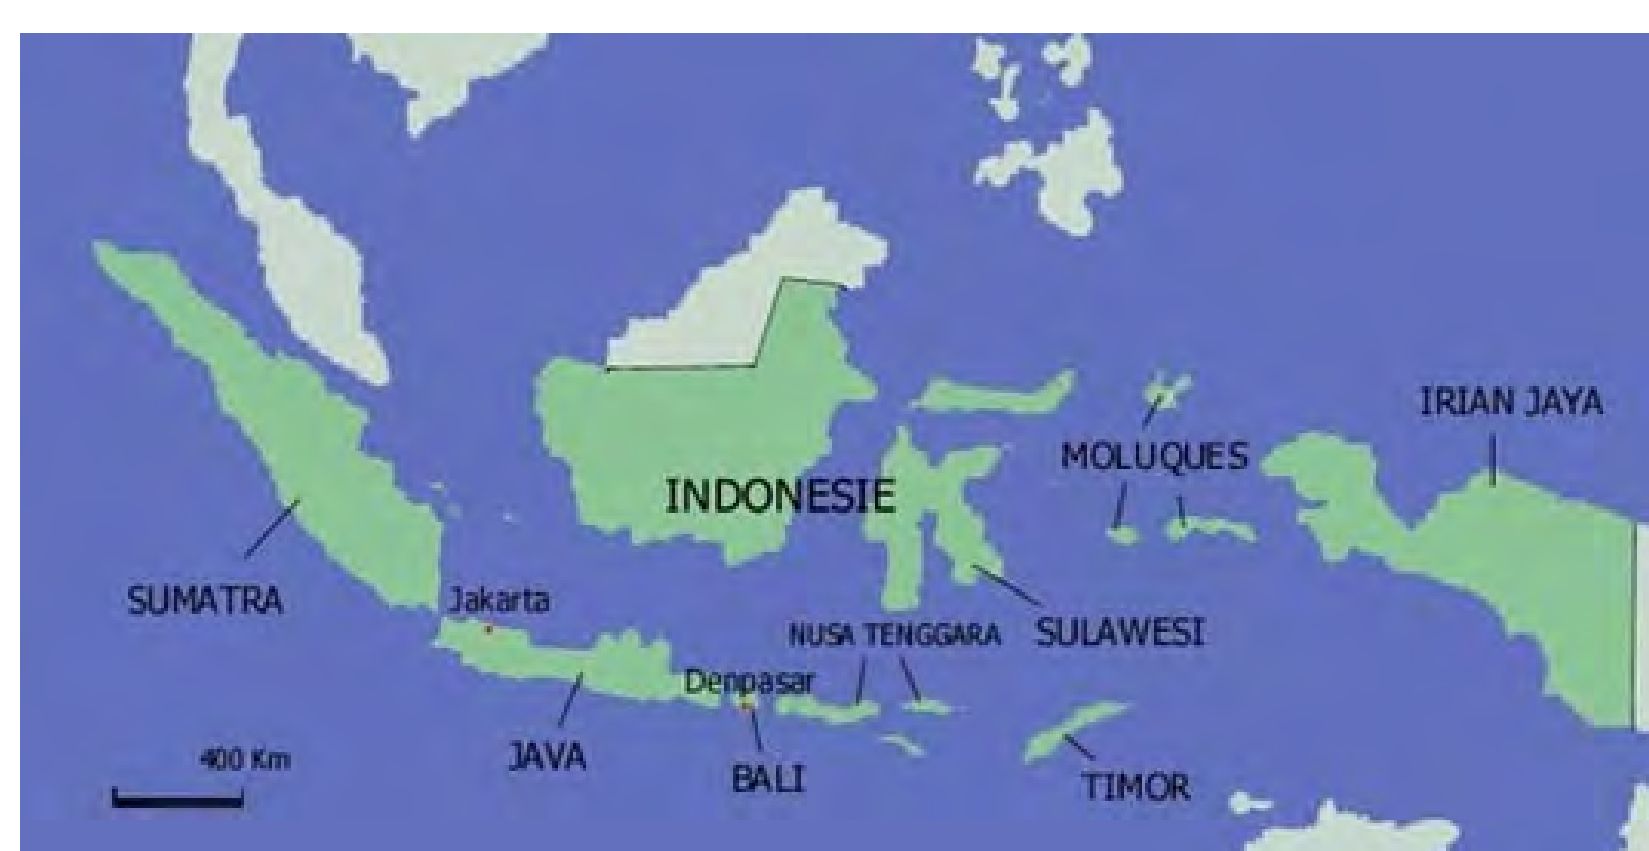 IRIAN JAYA
MOLUQUES
INDONESIE
SUMATRA
Jakarta
NUSA TENGGARA
SULAWESI
Denpasar
JAVA
400 Km
BALI
TIMOR